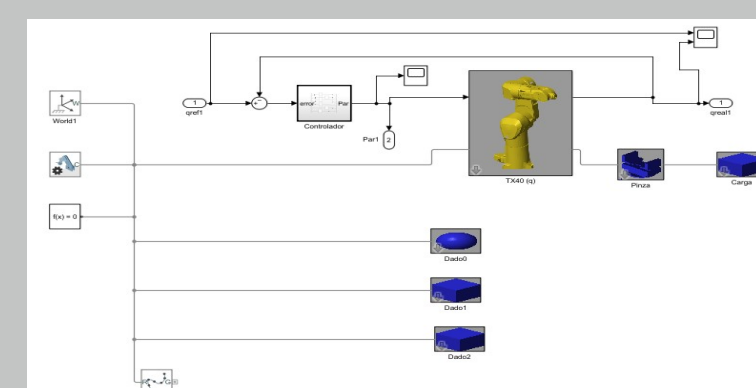 W
World1
1
qref1
error
Par
Controlador
Par1
2
TX40 (q)
1
qreal1
C
Pinza
Carga
f(x) = 0
Dado0
Dado1
Dado2
G